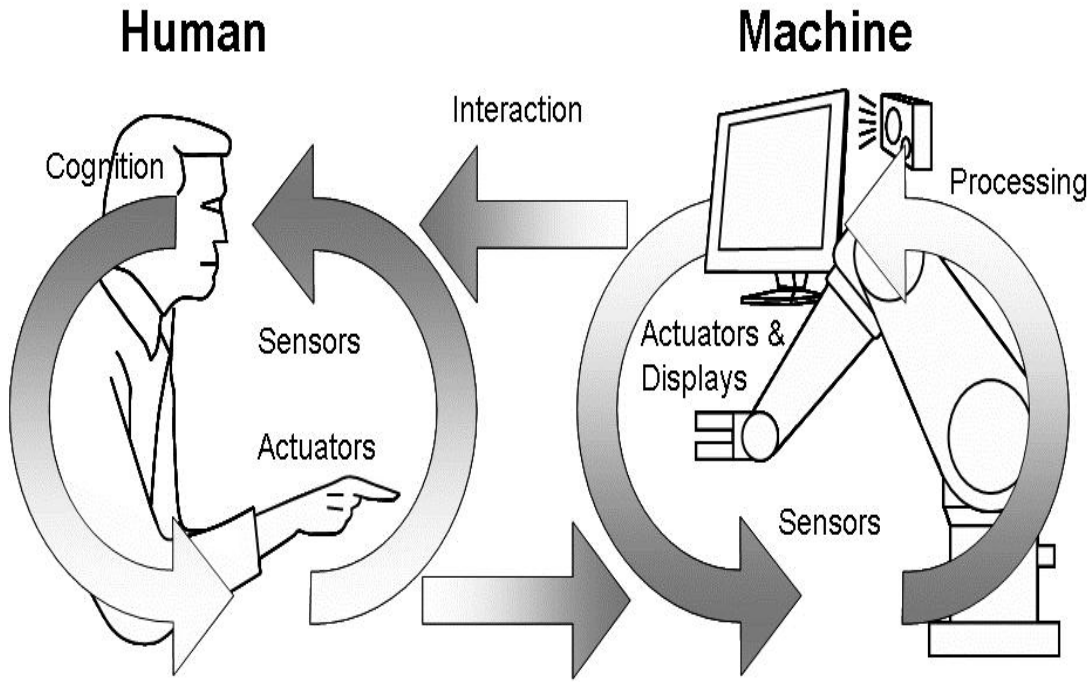 Human
Machine
Interaction
Cognition
Processing
Sensors
Actuators &
Displays
Actuators
Sensors